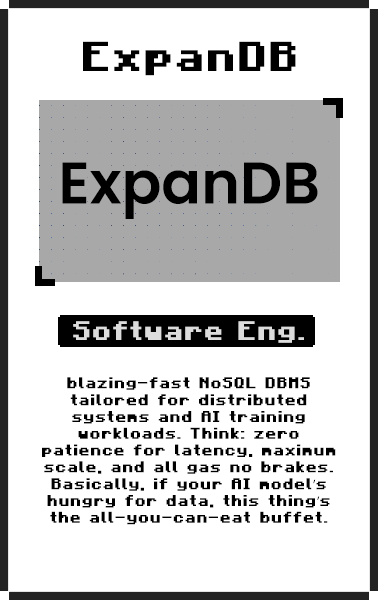 ExpanDB
ExpanDB
Software Eng.
blazing-fast NoSQL DBMS
tailored for distributed
systems and AI training
workloads. Think: zero
patience for latency, maximum
scale, and all gas no brakes.
Basically, if your AI model's
hungry for data, this thing's
the all-you-can-eat buffet.